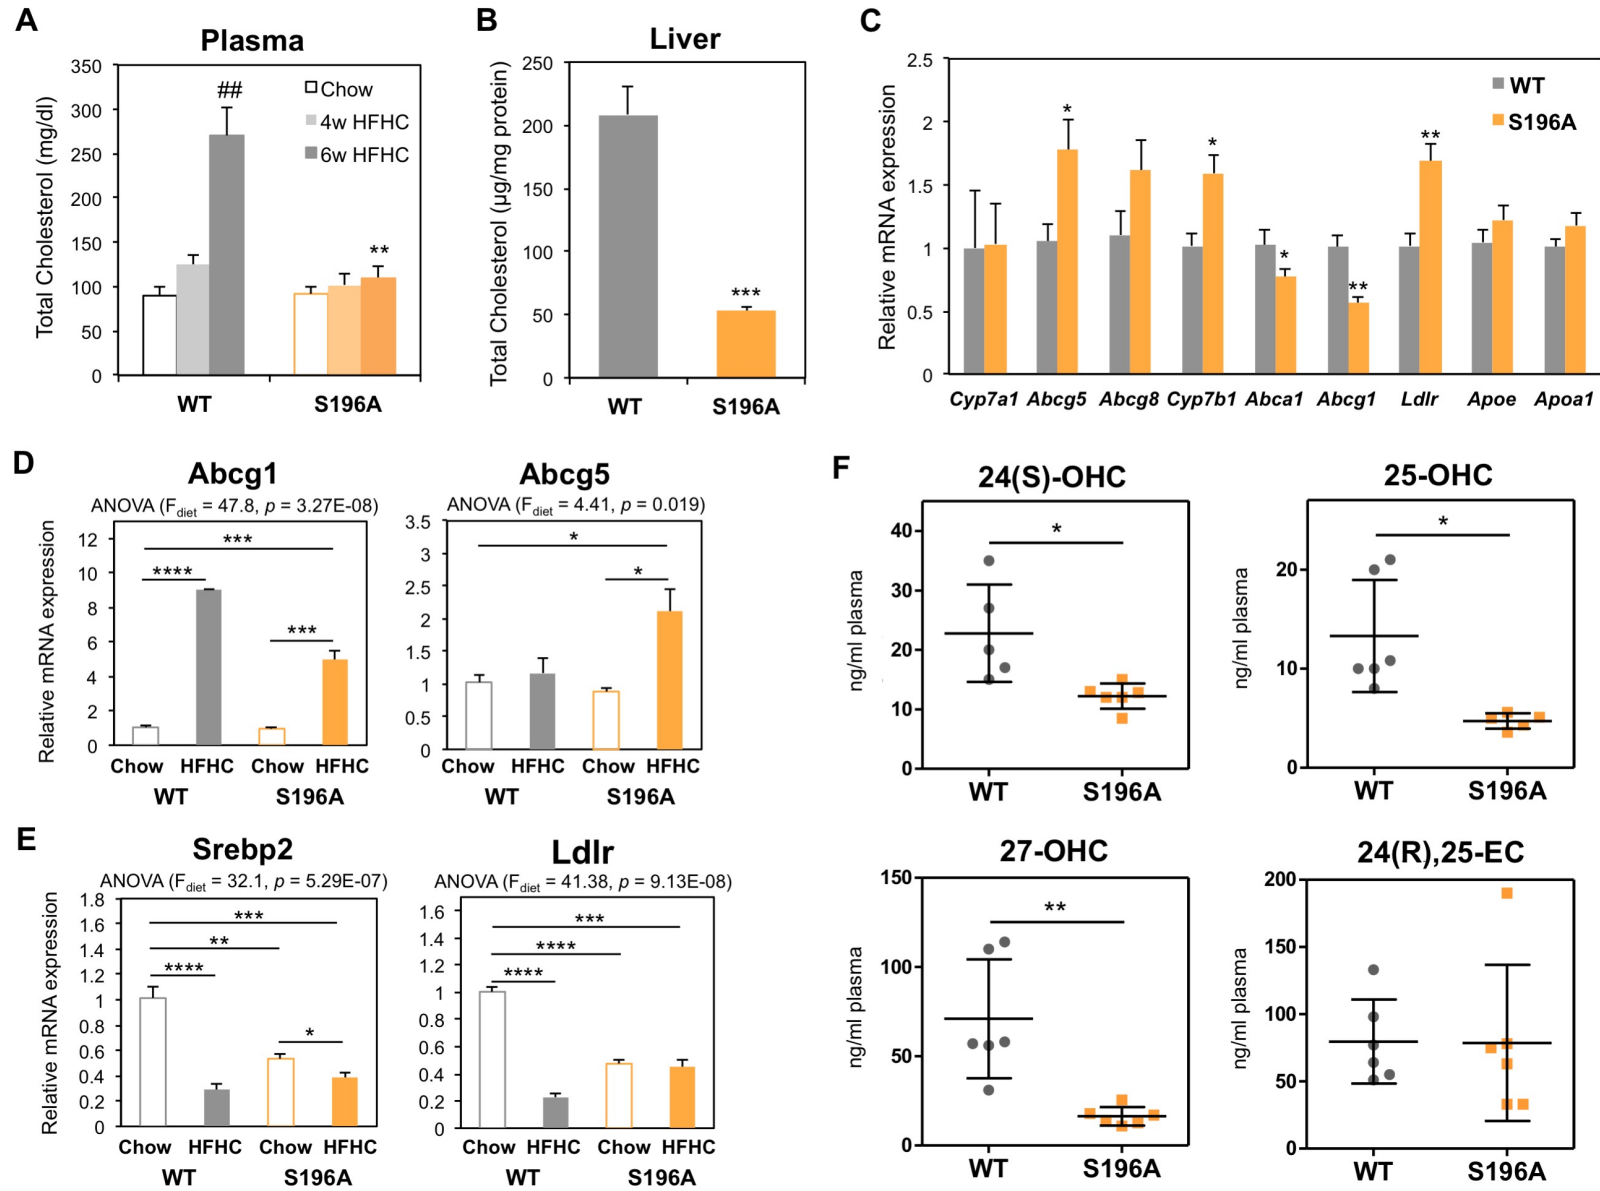 A
Plasma
Total Cholesterol (mg/dl)
350
300
250
200
150
100
50
0
##
**
Chow
4w HFHC
6w HFHC
WT
S196A
B
Liver
Total Cholesterol (µg/mg protein)
250
200
150
100
50
0
***
WT
S196A
C
Relative mRNA expression
2.5
2
1.5
1
0.5
0
WT
S196A
*
*
*
**
**
Cyp7a1 Abcg5 Abcg8 Cyp7b1 Abca1 Abcg1 Ldlr Apoe Apoa1
D
Abcg1
ANOVA (Fdiet = 47.8, p = 3.27E-08)
Relative mRNA expression
12
10
8
6
4
2
0
***
****
***
Chow HFHC Chow HFHC
WT S196A
Abcg5
ANOVA (Fdiet = 4.41, p = 0.019)
3.5
3
2.5
2
1.5
1
0.5
0
*
*
Chow HFHC Chow HFHC
WT S196A
E
Srebp2
ANOVA (Fdiet = 32.1, p = 5.29E-07)
Relative mRNA expression
1.8
1.6
1.4
1.2
1
0.8
0.6
0.4
0.2
0
***
**
****
*
Chow HFHC Chow HFHC
WT S196A
Ldlr
ANOVA (Fdiet = 41.38, p = 9.13E-08)
1.6
1.4
1.2
1
0.8
0.6
0.4
0.2
0
***
****
****
Chow HFHC Chow HFHC
WT S196A
F
24(S)-OHC
ng/ml plasma
40
30
20
10
0
*
WT S196A
25-OHC
ng/ml plasma
20
10
0
*
WT S196A
27-OHC
ng/ml plasma
150
100
50
0
**
WT S196A
24(R),25-EC
ng/ml plasma
200
150
100
50
0
WT S196A